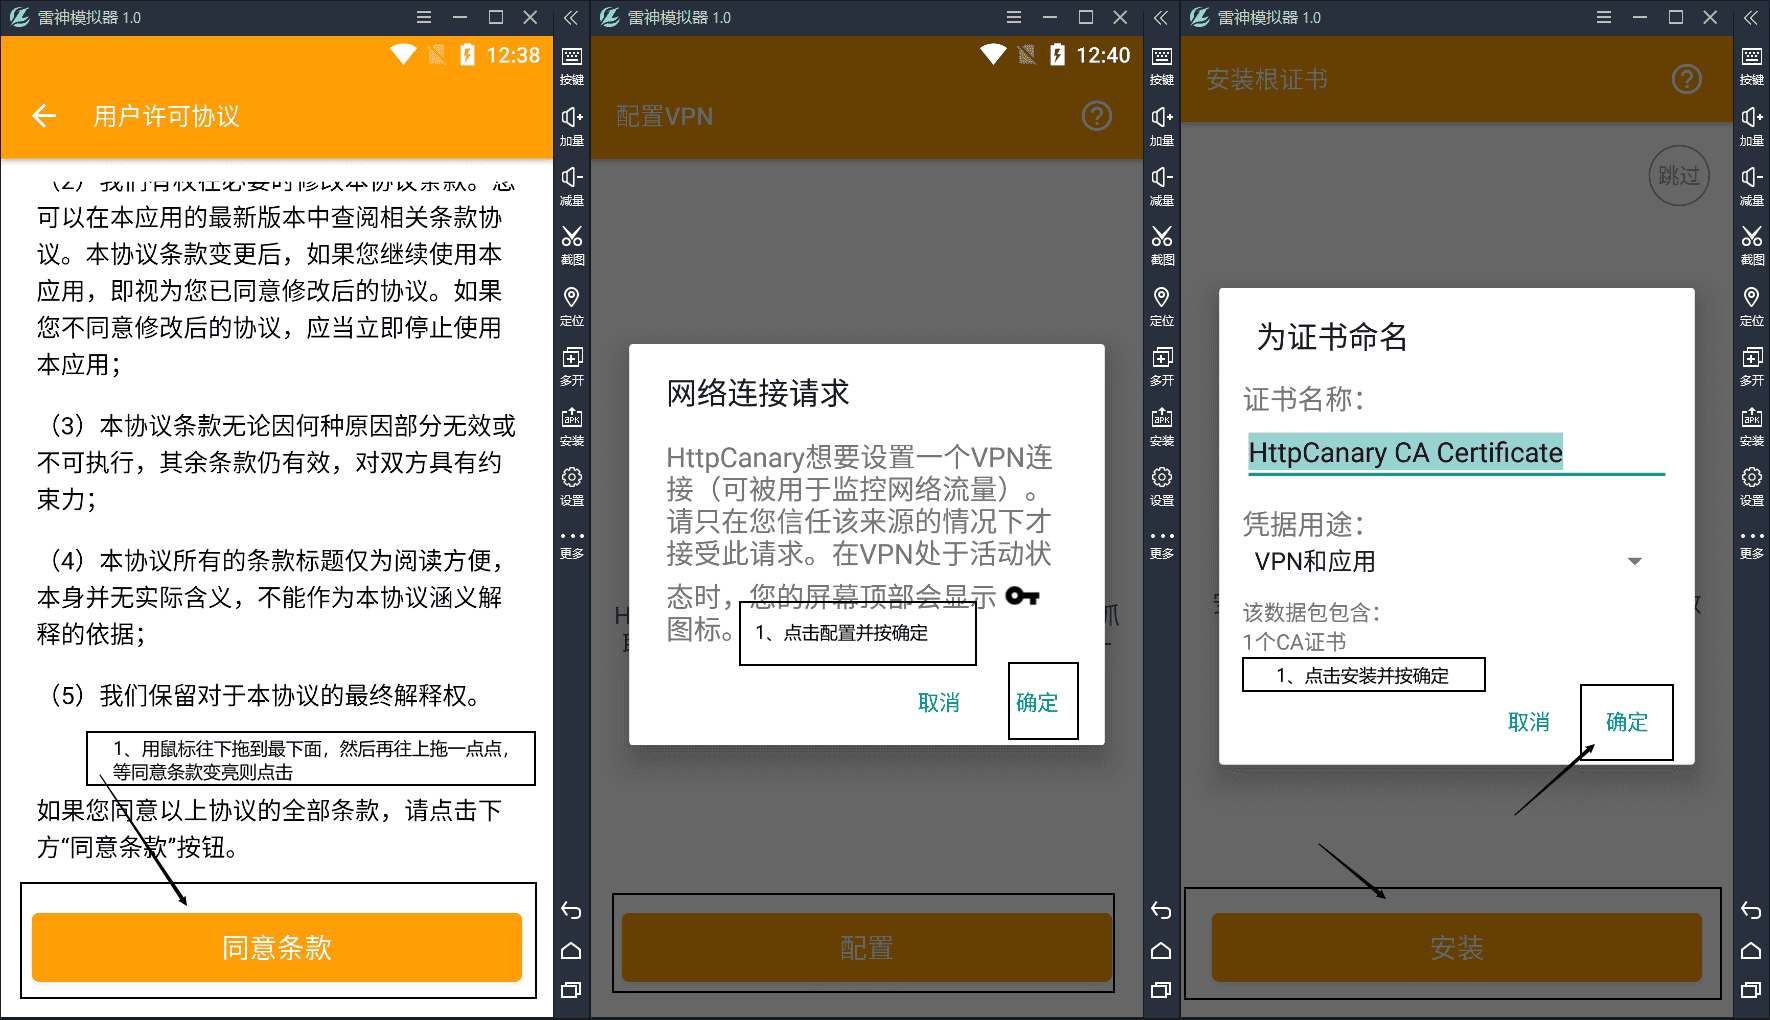 雷神模拟器 1.0
12:38
用户许可协议
（2）我们有权在必要时修改本协议条款。您
可以在本应用的最新版本中查阅相关条款协
议。本协议条款变更后，如果您继续使用本
应用，即视为您已同意修改后的协议。如果
您不同意修改后的协议，应当立即停止使用
本应用；
（3）本协议条款无论因何种原因部分无效或
不可执行，其余条款仍有效，对双方具有约
束力；
（4）本协议所有的条款标题仅为阅读方便，
本身并无实际含义，不能作为本协议涵义解
释的依据；
（5）我们保留对于本协议的最终解释权。
1、用鼠标往下拖到最下面，然后再往上拖一点点，
等同意条款变亮则点击
如果您同意以上协议的全部条款，请点击下
方“同意条款”按钮。
同意条款
按键
加量
减量
截图
定位
多开
安装
设置
更多
雷神模拟器 1.0
12:40
配置VPN
网络连接请求
HttpCanary想要设置一个VPN连
接（可被用于监控网络流量）。
请只在您信任该来源的情况下才
接受此请求。在VPN处于活动状
态时，您的屏幕顶部会显示
图标。
1、点击配置并按确定
取消
确定
H
抓
配置
按键
加量
减量
截图
定位
多开
安装
设置
更多
雷神模拟器 1.0
安装根证书
跳过
为证书命名
证书名称：
HttpCanary CA Certificate
凭据用途：
VPN和应用
该数据包包含：
1个CA证书
1、点击安装并按确定
取消
确定
安装
按键
加量
减量
截图
定位
多开
安装
设置
更多